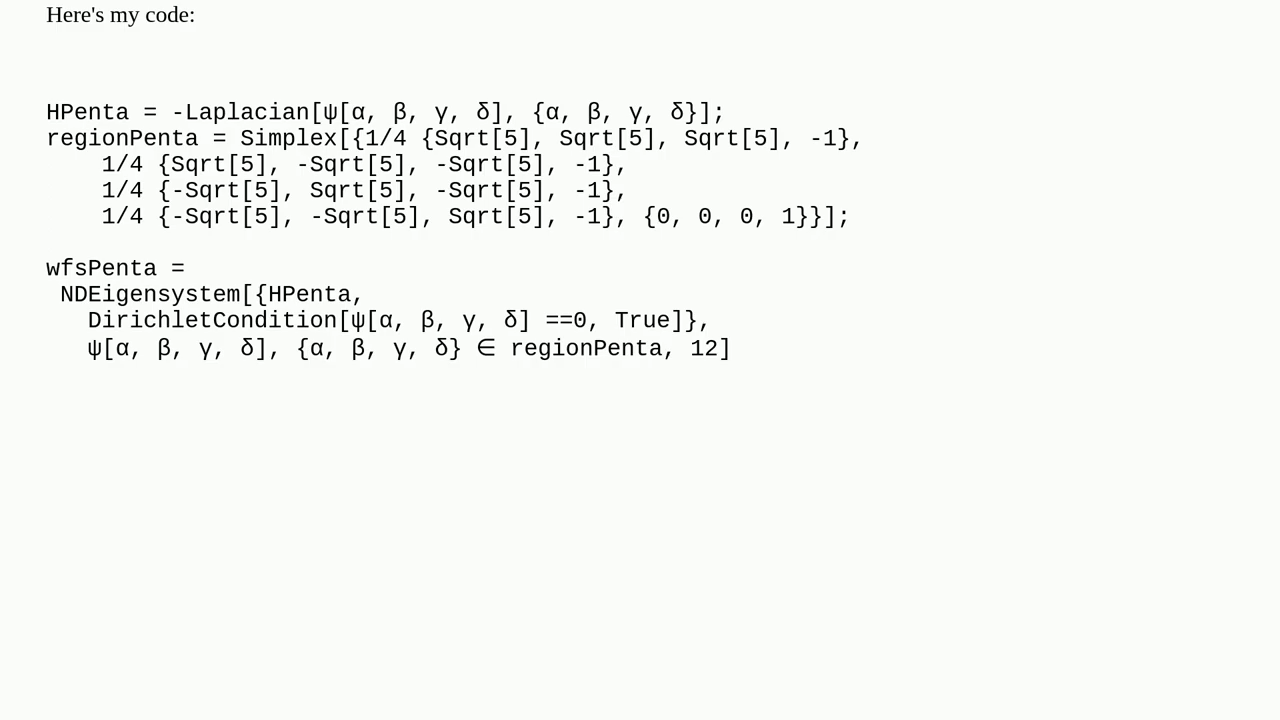 Here's my code:
HPenta = -Laplacian[ψ[α, β, γ, δ], {α, β, γ, δ}];
regionPenta = Simplex[{1/4 {Sqrt[5], Sqrt[5], Sqrt[5], -1},
    1/4 {Sqrt[5], -Sqrt[5], -Sqrt[5], -1},
    1/4 {-Sqrt[5], Sqrt[5], -Sqrt[5], -1},
    1/4 {-Sqrt[5], -Sqrt[5], Sqrt[5], -1}, {0, 0, 0, 1}}];
wfsPenta =
 NDEigensystem[{HPenta,
   DirichletCondition[ψ[α, β, γ, δ] ==0, True]},
   ψ[α, β, γ, δ], {α, β, γ, δ} ∈ regionPenta, 12]